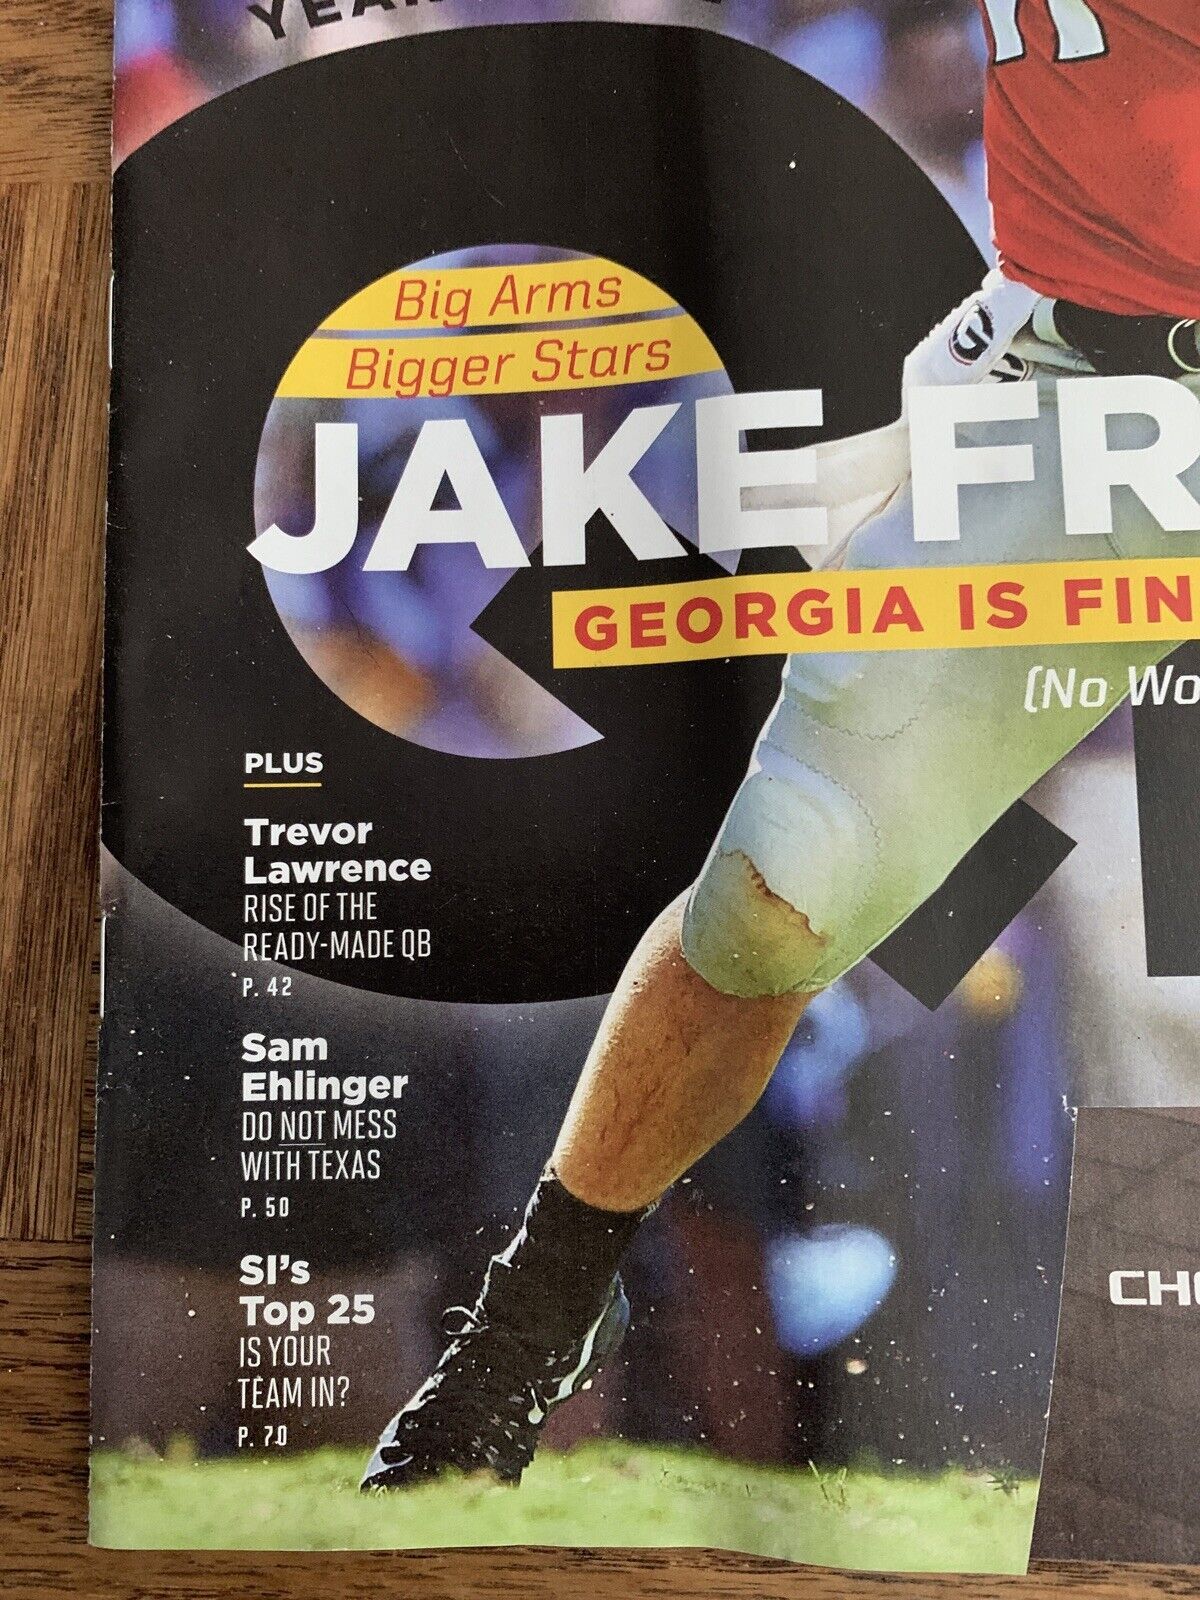 Big Arms
Bigger Stars
JAKE FR
GEORGIA IS FIN
(No Wo
PLUS
Trevor
Lawrence
RISE OF THE
READY-MADE QB
P. 42
Sam
Ehlinger
DO NOT MESS
WITH TEXAS
P. 50
SI's
Top 25
IS YOUR
TEAM IN?
P. 70
CHO